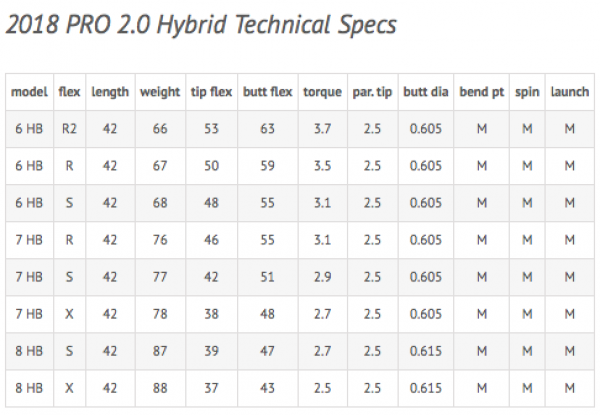 2018 PRO 2.0 Hybrid Technical Specs
model flex length weight tip flex butt flex torque par. tip butt dia bend pt spin launch
6 HB R2 42 66 53 63 3.7 2.5 0.605 M M M
6 HB R 42 67 50 59 3.5 2.5 0.605 M M M
6 HB S 42 68 48 55 3.1 2.5 0.605 M M M
7 HB R 42 76 46 55 3.1 2.5 0.605 M M M
7 HB S 42 77 42 51 2.9 2.5 0.605 M M M
7 HB X 42 78 38 48 2.7 2.5 0.605 M M M
8 HB S 42 87 39 47 2.7 2.5 0.615 M M M
8 HB X 42 88 37 43 2.5 2.5 0.615 M M M